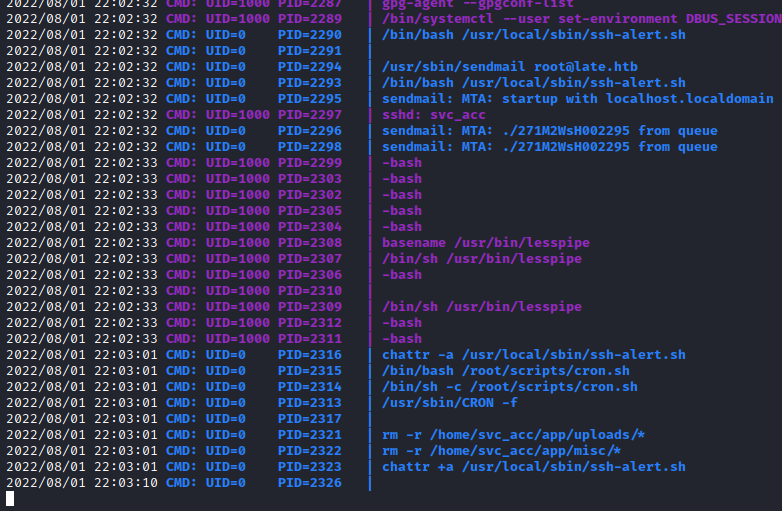 2022/08/01 22:02:32 CMD: UID=1000 PID=2287 | gpg-agent --gpgconf-list
2022/08/01 22:02:32 CMD: UID=1000 PID=2289 | /bin/systemctl --user set-environment DBUS_SESSION
2022/08/01 22:02:32 CMD: UID=0 PID=2290 | /bin/bash /usr/local/sbin/ssh-alert.sh
2022/08/01 22:02:32 CMD: UID=0 PID=2291 |
2022/08/01 22:02:32 CMD: UID=0 PID=2294 | /usr/sbin/sendmail root@late.htb
2022/08/01 22:02:32 CMD: UID=0 PID=2293 | /bin/bash /usr/local/sbin/ssh-alert.sh
2022/08/01 22:02:32 CMD: UID=0 PID=2295 | sendmail: MTA: startup with localhost.localdomain
2022/08/01 22:02:32 CMD: UID=1000 PID=2297 | sshd: svc_acc
2022/08/01 22:02:32 CMD: UID=0 PID=2296 | sendmail: MTA: ./271M2WsH002295 from queue
2022/08/01 22:02:32 CMD: UID=0 PID=2298 | sendmail: MTA: ./271M2WsH002295 from queue
2022/08/01 22:02:33 CMD: UID=1000 PID=2299 | -bash
2022/08/01 22:02:33 CMD: UID=1000 PID=2303 | -bash
2022/08/01 22:02:33 CMD: UID=1000 PID=2302 | -bash
2022/08/01 22:02:33 CMD: UID=1000 PID=2305 | -bash
2022/08/01 22:02:33 CMD: UID=1000 PID=2304 | -bash
2022/08/01 22:02:33 CMD: UID=1000 PID=2308 | basename /usr/bin/lesspipe
2022/08/01 22:02:33 CMD: UID=1000 PID=2307 | /bin/sh /usr/bin/lesspipe
2022/08/01 22:02:33 CMD: UID=1000 PID=2306 | -bash
2022/08/01 22:02:33 CMD: UID=1000 PID=2310 |
2022/08/01 22:02:33 CMD: UID=1000 PID=2309 | /bin/sh /usr/bin/lesspipe
2022/08/01 22:02:33 CMD: UID=1000 PID=2312 | -bash
2022/08/01 22:02:33 CMD: UID=1000 PID=2311 | -bash
2022/08/01 22:03:01 CMD: UID=0 PID=2316 | chattr -a /usr/local/sbin/ssh-alert.sh
2022/08/01 22:03:01 CMD: UID=0 PID=2315 | /bin/bash /root/scripts/cron.sh
2022/08/01 22:03:01 CMD: UID=0 PID=2314 | /bin/sh -c /root/scripts/cron.sh
2022/08/01 22:03:01 CMD: UID=0 PID=2313 | /usr/sbin/CRON -f
2022/08/01 22:03:01 CMD: UID=0 PID=2317 |
2022/08/01 22:03:01 CMD: UID=0 PID=2321 | rm -r /home/svc_acc/app/uploads/*
2022/08/01 22:03:01 CMD: UID=0 PID=2322 | rm -r /home/svc_acc/app/misc/*
2022/08/01 22:03:01 CMD: UID=0 PID=2323 | chattr +a /usr/local/sbin/ssh-alert.sh
2022/08/01 22:03:10 CMD: UID=0 PID=2326 |